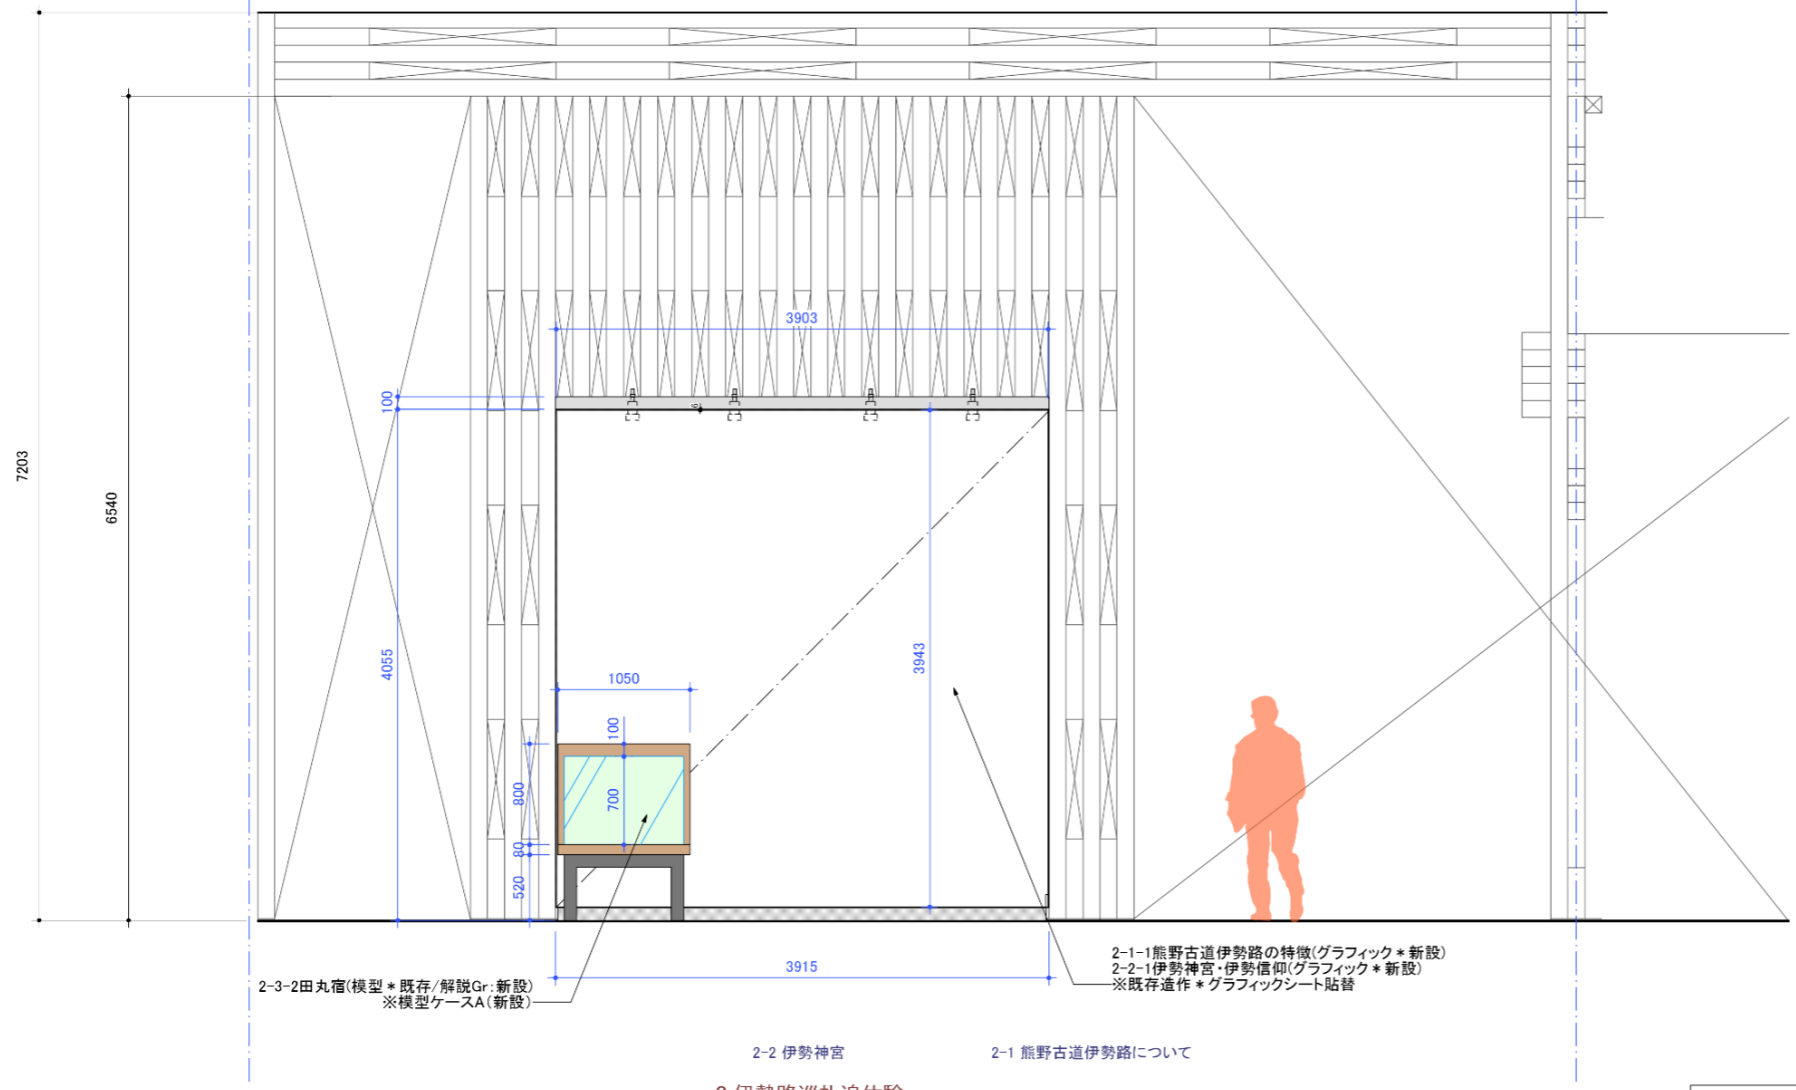 3903
100
6
7203
6540
4055
3943
1050
100
800
700
80
520
3915
2-1-1熊野古道伊勢路の特徴(グラフィック＊新設)
2-2-1伊勢神宮・伊勢信仰(グラフィック＊新設)
※既存造作＊グラフィックシート貼替
2-3-2田丸宿(模型＊既存/解説Gr:新設)
※模型ケースA(新設)
2-2 伊勢神宮
2-1 熊野古道伊勢路について